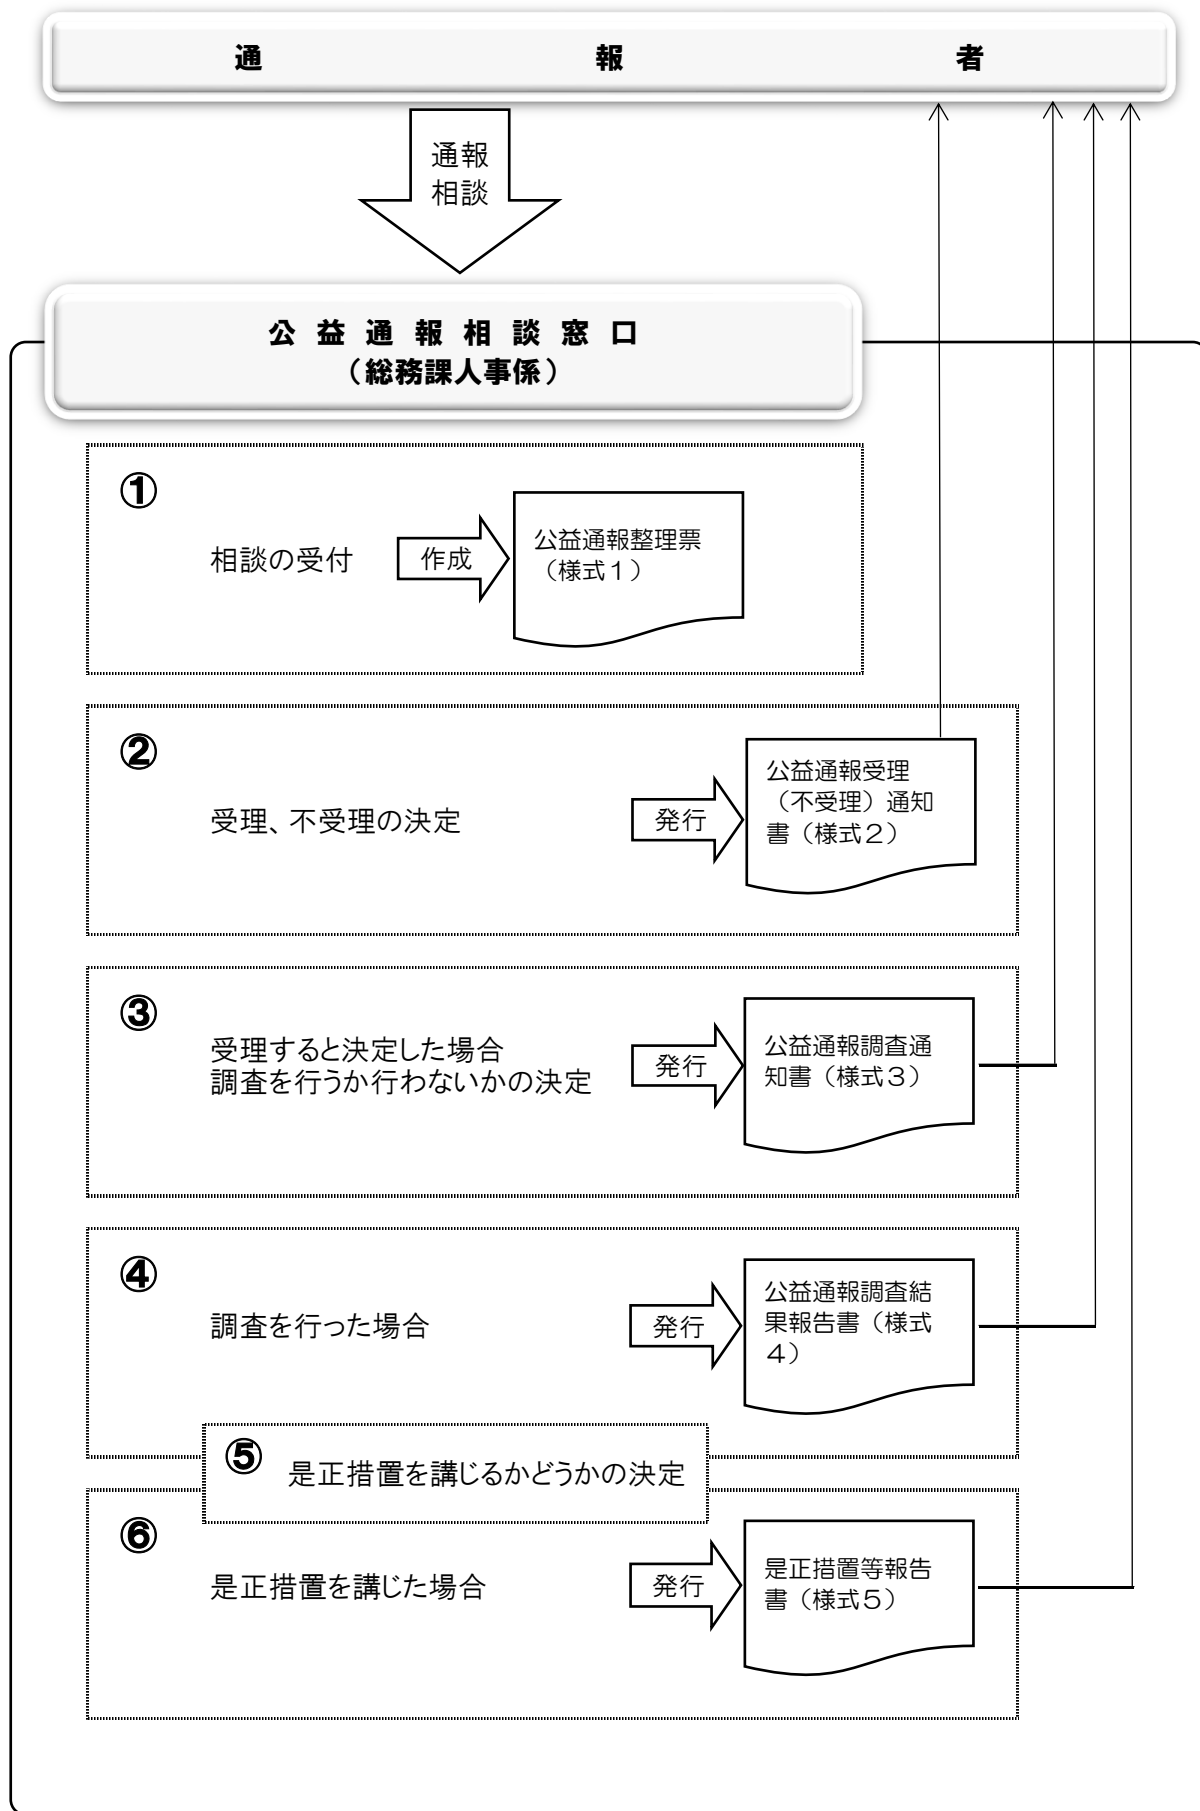 通報者
通報
相談
公益通報相談窓口
（総務課人事係）
①
相談の受付
作成
公益通報整理票
（様式１）
②
受理、不受理の決定
発行
公益通報受理
（不受理）通知
書（様式２）
③
受理すると決定した場合
調査を行うか行わないかの決定
発行
公益通報調査通
知書（様式３）
④
調査を行った場合
発行
公益通報調査結
果報告書（様式
４）
⑤
是正措置を講じるかどうかの決定
⑥
是正措置を講じた場合
発行
是正措置等報告
書（様式５）